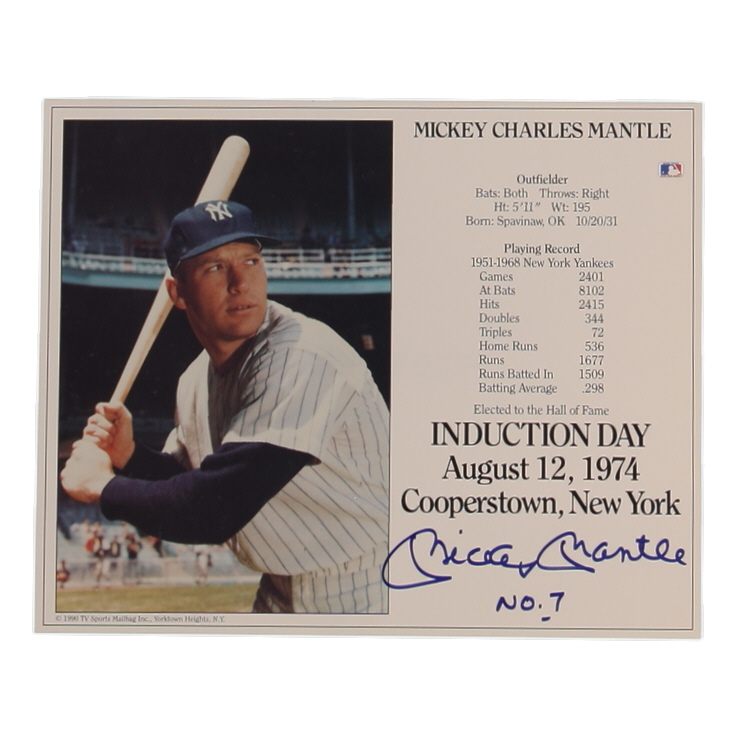 MICKEY CHARLES MANTLE
Outfielder
Bats: Both Throws: Right
Ht: 5'11" Wt: 195
Born: Spavinaw, OK 10/20/31
Playing Record
1951-1968 New York Yankees
Games 2401
At Bats 8102
Hits 2415
Doubles 344
Triples 72
Home Runs 536
Runs 1677
Runs Batted In 1509
Batting Average .298
Elected to the Hall of Fame
INDUCTION DAY
August 12, 1974
Cooperstown, New York
Mickey Mantle
NO. 7
NY
© 1990 TV Sports Mailbag Inc., Yorktown Heights, N.Y.